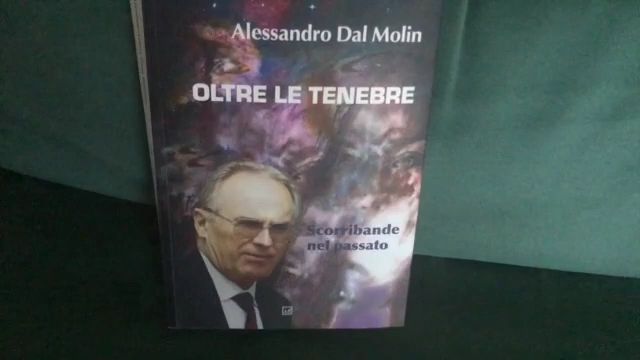 Alessandro Dal Molin
OLTRE LE TENEBRE
Scorribande
nel passato